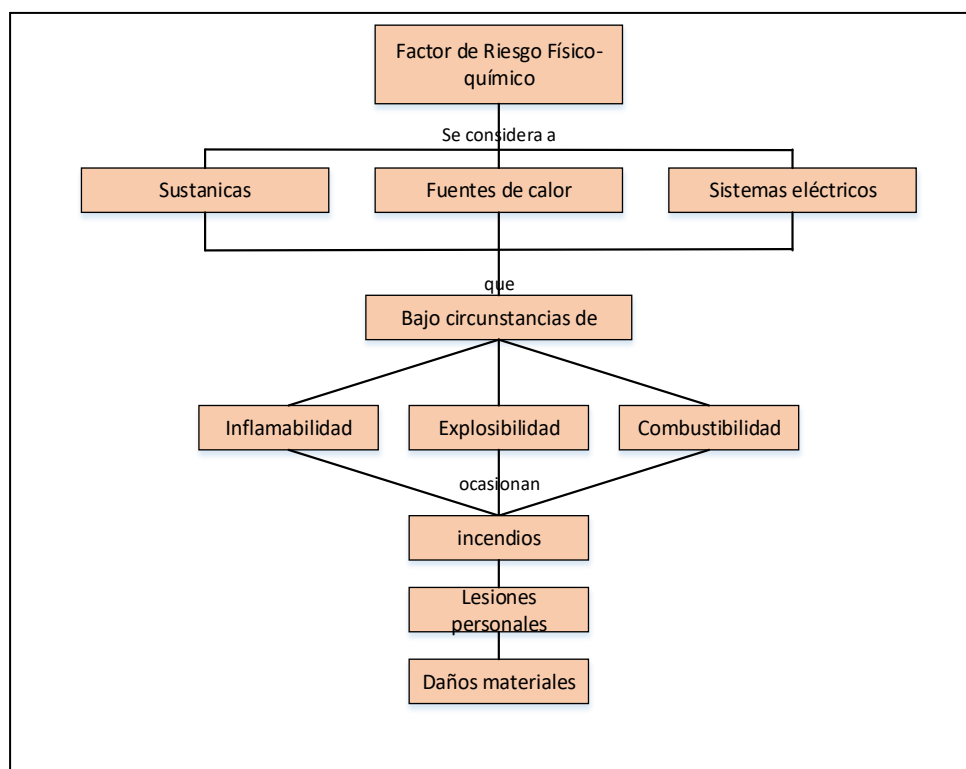 Factor de Riesgo Físico-
químico
Se considera a
Sustanicas
Fuentes de calor
Sistemas eléctricos
que
Bajo circunstancias de
Inflamabilidad
Explosibilidad
Combustibilidad
ocasionan
incendios
Lesiones
personales
Daños materiales